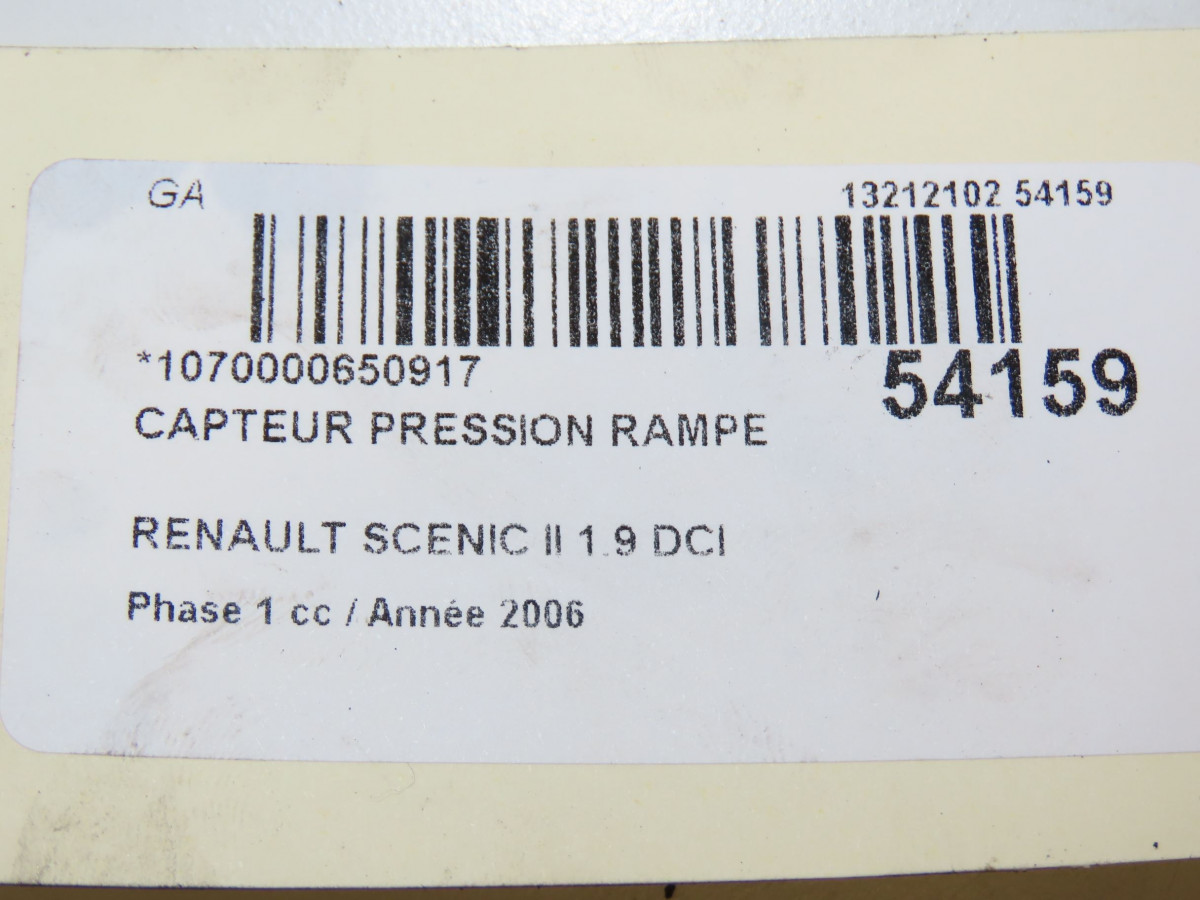 GA 13212102 54159
*1070000650917 54159
CAPTEUR PRESSION RAMPE
RENAULT SCENIC II 1.9 DCI
Phase 1 cc / Année 2006